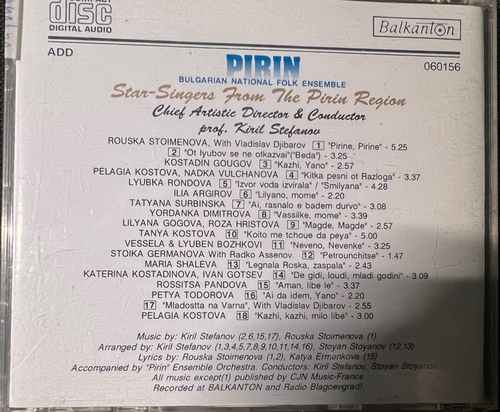 COMPACT
disc
DIGITAL AUDIO
Balkanton
ADD
060156
PIRIN
BULGARIAN NATIONAL FOLK ENSEMBLE
Star-Singers From The Pirin Region
Chief Artistic Director & Conductor
prof. Kiril Stefanov
ROUSKA STOIMENOVA, With Vladislav Djibarov 1 "Pirine, Pirine" - 5.25
2 "Ot lyubov se ne otkazvai"("Beda") - 3.25
KOSTADIN GOUGOV 3 "Kazhi, Yano" - 2.57
PELAGIA KOSTOVA, NADKA VULCHANOVA 4 "Kitka pesni ot Razloga" - 3.37
LYUBKA RONDOVA 5 "Izvor voda izvirala" / "Smilyana" - 4.28
ILIA ARGIROV 6 "Lilyano, mome" - 2.20
TATYANA SURBINSKA 7 "Ai, rasnalo e badem durvo" - 3.08
YORDANKA DIMITROVA 8 "Vassilke, mome" - 3.39
LILYANA GOGOVA, ROZA HRISTOVA 9 "Magde, Magde" - 2.57
TANYA KOSTOVA 10 "Koito me tchoue da peya" - 5.00
VESSELA & LYUBEN BOZHKOVI 11 "Neveno, Nevenke" - 3.25
STOIKA GERMANOVA With Radko Assenov 12 "Petrounchitse" - 1.47
MARIA SHALEVA 13 "Legnala Roska, zaspala" - 2.43
KATERINA KOSTADINOVA, IVAN GOTSEV 14 "De gidi, loudi, mladi godini" - 3.09
ROSSITSA PANDOVA 15 "Aman, libe le" - 3.37
PETYA TODOROVA 16 "Ai da idem, Yano" - 2.20
17 "Mladostta na Varna", With Vladislav Djibarov - 2.55
PELAGIA KOSTOVA 18 "Kazhi, kazhi, milo libe" - 3.00
Music by: Kiril Stefanov (2,6,15,17), Rouska Stoimenova (1)
Arranged by: Kiril Stefanov (1,3,4,5,7,8,9,10,11,14,16), Stoyan Stoyanov (12,13)
Lyrics by: Rouska Stoimenova (1,2), Katya Ermenkova (15)
Accompanied by "Pirin" Ensemble Orchestra. Conductors: Kiril Stefanov, Stoyan Stoyanov
All music except(1) published by CJN Music-France
Recorded at BALKANTON and Radio Blagoevgrad